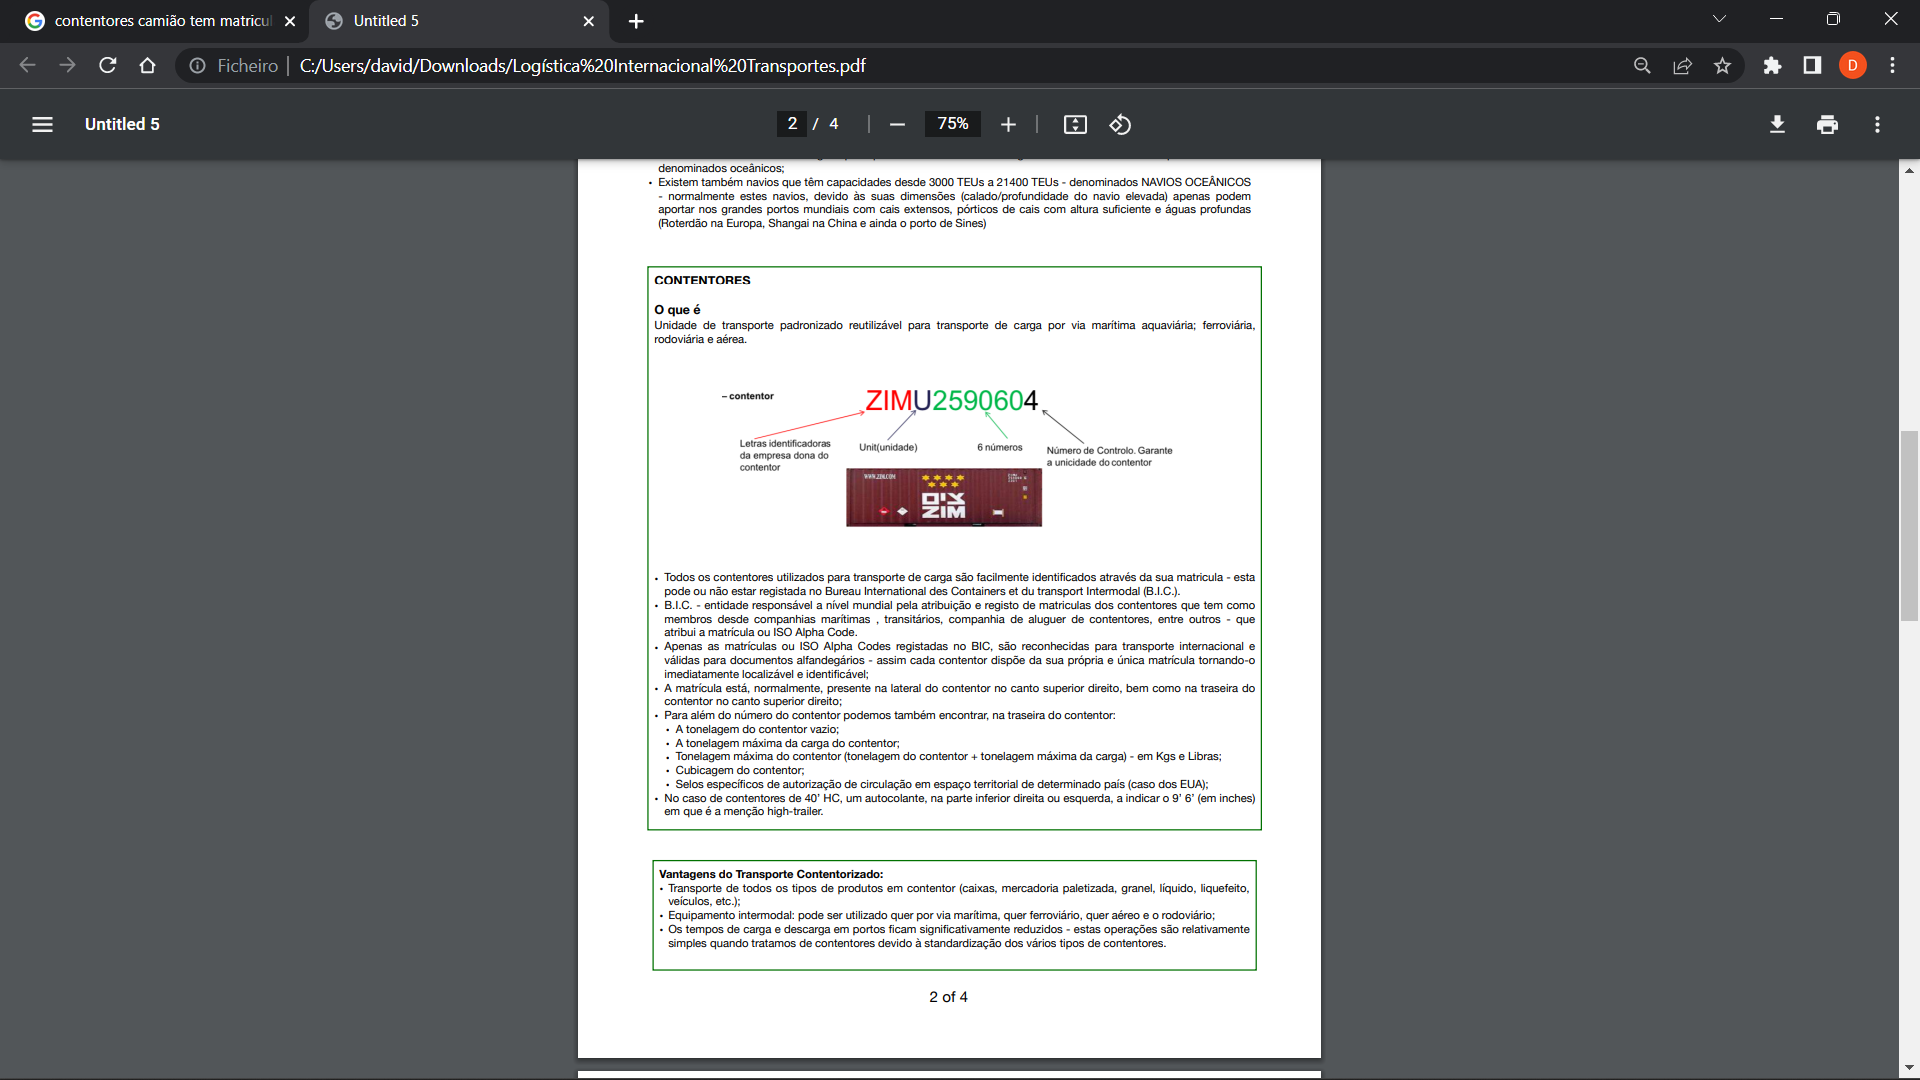 contentores camião tem matricul
Untitled 5
Ficheiro
C:/Users/david/Downloads/Logística%20Internacional%20Transportes.pdf
D
Untitled 5
2 / 4
75%
denominados oceânicos;
• Existem também navios que têm capacidades desde 3000 TEUs a 21400 TEUs - denominados NAVIOS OCEÂNICOS
- normalmente estes navios, devido às suas dimensões (calado/profundidade do navio elevada) apenas podem
aportar nos grandes portos mundiais com cais extensos, pórticos de cais com altura suficiente e águas profundas
(Roterdão na Europa, Shangai na China e ainda o porto de Sines)
CONTENTORES
O que é
Unidade de transporte padronizado reutilizável para transporte de carga por via marítima aquaviária; ferroviária,
rodoviária e aérea.
– contentor
ZIMU2590604
Letras identificadoras
da empresa dona do
contentor
Unit(unidade)
6 números
Número de Controlo. Garante
a unicidade do contentor
WWW.ZIM.COM
צים
ZIM
• Todos os contentores utilizados para transporte de carga são facilmente identificados através da sua matricula - esta
pode ou não estar registada no Bureau International des Containers et du transport Intermodal (B.I.C.).
• B.I.C. - entidade responsável a nível mundial pela atribuição e registo de matriculas dos contentores que tem como
membros desde companhias marítimas , transitários, companhia de aluguer de contentores, entre outros - que
atribui a matrícula ou ISO Alpha Code.
• Apenas as matrículas ou ISO Alpha Codes registadas no BIC, são reconhecidas para transporte internacional e
válidas para documentos alfandegários - assim cada contentor dispõe da sua própria e única matrícula tornando-o
imediatamente localizável e identificável;
• A matrícula está, normalmente, presente na lateral do contentor no canto superior direito, bem como na traseira do
contentor no canto superior direito;
• Para além do número do contentor podemos também encontrar, na traseira do contentor:
• A tonelagem do contentor vazio;
• A tonelagem máxima da carga do contentor;
• Tonelagem máxima do contentor (tonelagem do contentor + tonelagem máxima da carga) - em Kgs e Libras;
• Cubicagem do contentor;
• Selos específicos de autorização de circulação em espaço territorial de determinado país (caso dos EUA);
• No caso de contentores de 40’ HC, um autocolante, na parte inferior direita ou esquerda, a indicar o 9’ 6’ (em inches)
em que é a menção high-trailer.
Vantagens do Transporte Contentorizado:
• Transporte de todos os tipos de produtos em contentor (caixas, mercadoria paletizada, granel, líquido, liquefeito,
veículos, etc.);
• Equipamento intermodal: pode ser utilizado quer por via marítima, quer ferroviário, quer aéreo e o rodoviário;
• Os tempos de carga e descarga em portos ficam significativamente reduzidos - estas operações são relativamente
simples quando tratamos de contentores devido à standardização dos vários tipos de contentores.
2 of 4